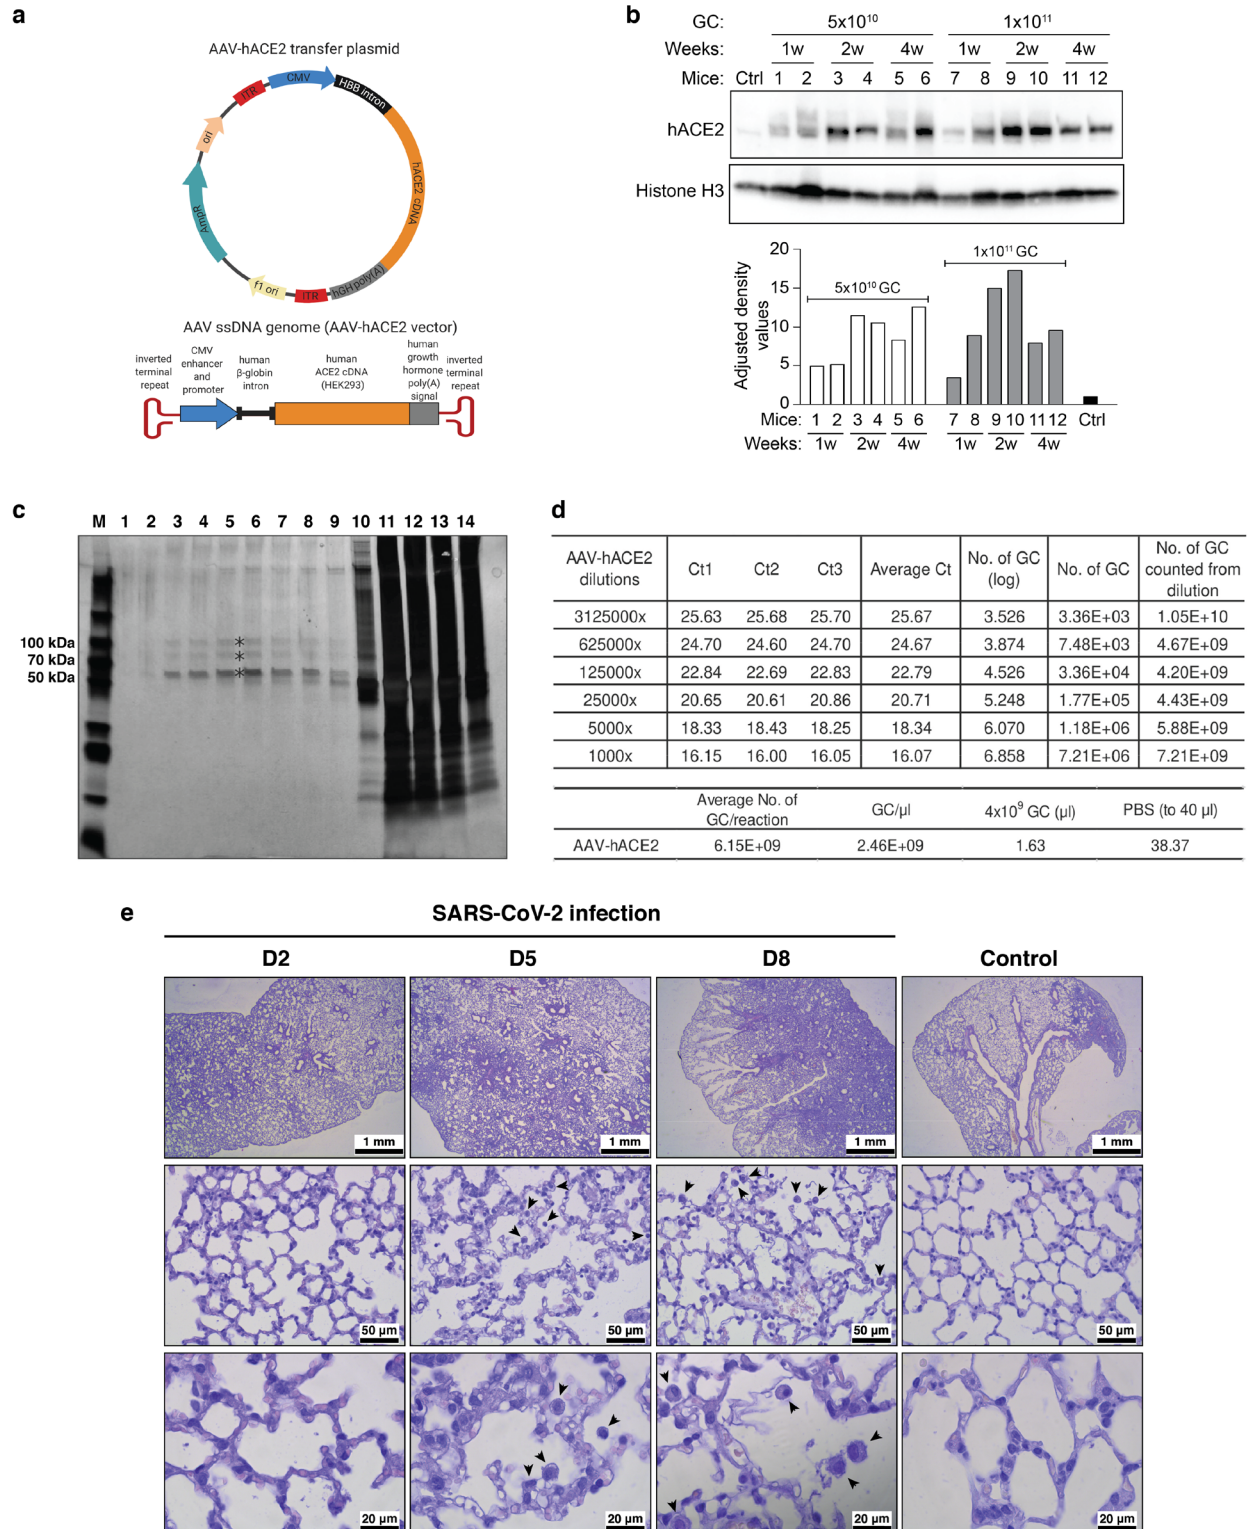 a
AAV-hACE2 transfer plasmid
CMV
HBB intron
hACE2 cDNA
hGH poly(A)
ITR
f1 ori
AmpR
ori
ITR
AAV ssDNA genome (AAV-hACE2 vector)
inverted
terminal
repeat
CMV
enhancer
and
promoter
human
β-globin
intron
human
ACE2 cDNA
(HEK293)
human
growth
hormone
poly(A)
signal
inverted
terminal
repeat
b
GC: 5x10¹⁰ 1x10¹¹
Weeks: 1w 2w 4w 1w 2w 4w
Mice: Ctrl 1 2 3 4 5 6 7 8 9 10 11 12
hACE2
Histone H3
Adjusted density
values
20
15
10
5
0
5x10¹⁰ GC
1x10¹¹ GC
Mice: 1 2 3 4 5 6 7 8 9 10 11 12 Ctrl
Weeks: 1w 2w 4w 1w 2w 4w
c
M 1 2 3 4 5 6 7 8 9 10 11 12 13 14
100 kDa
70 kDa
50 kDa
*
*
*
d
AAV-hACE2 dilutions Ct1 Ct2 Ct3 Average Ct No. of GC (log) No. of GC No. of GC counted from dilution
3125000x 25.63 25.68 25.70 25.67 3.526 3.36E+03 1.05E+10
625000x 24.70 24.60 24.70 24.67 3.874 7.48E+03 4.67E+09
125000x 22.84 22.69 22.83 22.79 4.526 3.36E+04 4.20E+09
25000x 20.65 20.61 20.86 20.71 5.248 1.77E+05 4.43E+09
5000x 18.33 18.43 18.25 18.34 6.070 1.18E+06 5.88E+09
1000x 16.15 16.00 16.05 16.07 6.858 7.21E+06 7.21E+09
Average No. of GC/reaction GC/µl 4x10⁹ GC (µl) PBS (to 40 µl)
AAV-hACE2 6.15E+09 2.46E+09 1.63 38.37
e
SARS-CoV-2 infection
D2 D5 D8 Control
1 mm 1 mm 1 mm 1 mm
50 µm 50 µm 50 µm 50 µm
20 µm 20 µm 20 µm 20 µm